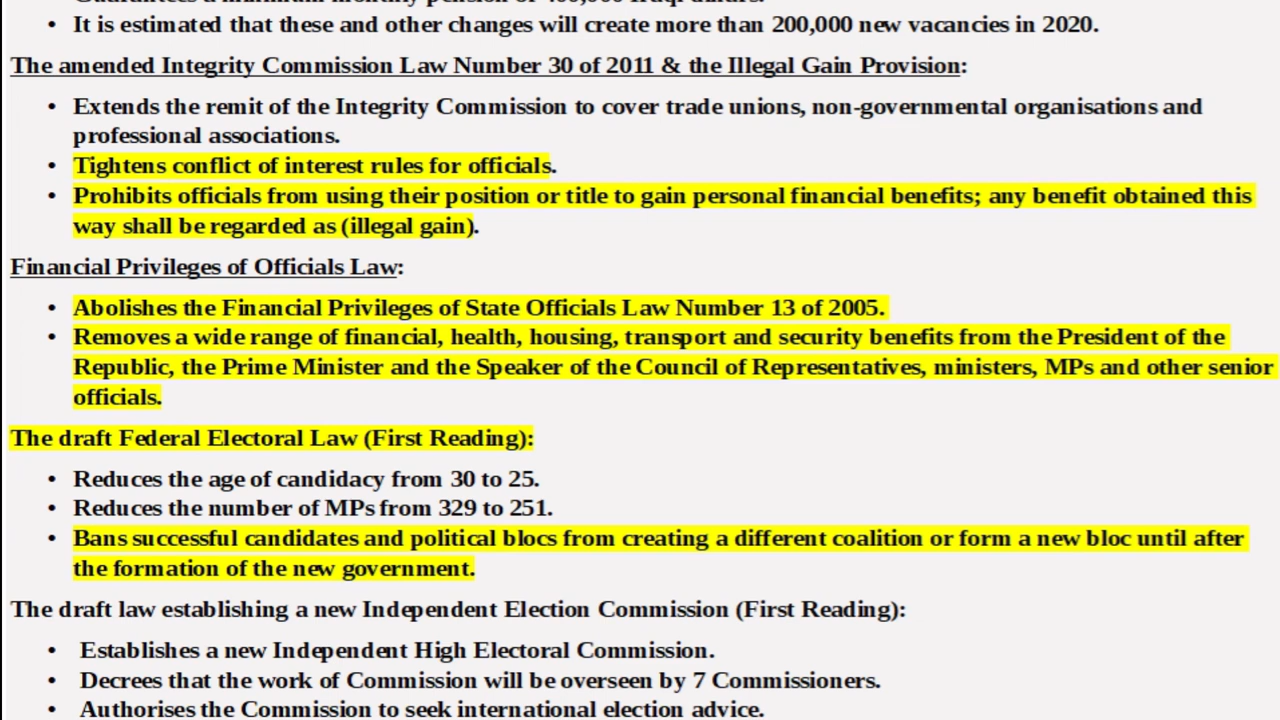 Guarantees a minimum monthly pension of 400,000 Iraqi dinars.
• It is estimated that these and other changes will create more than 200,000 new vacancies in 2020.
The amended Integrity Commission Law Number 30 of 2011 & the Illegal Gain Provision:
• Extends the remit of the Integrity Commission to cover trade unions, non-governmental organisations and
professional associations.
• Tightens conflict of interest rules for officials.
• Prohibits officials from using their position or title to gain personal financial benefits; any benefit obtained this
way shall be regarded as (illegal gain).
Financial Privileges of Officials Law:
• Abolishes the Financial Privileges of State Officials Law Number 13 of 2005.
• Removes a wide range of financial, health, housing, transport and security benefits from the President of the
Republic, the Prime Minister and the Speaker of the Council of Representatives, ministers, MPs and other senior
officials.
The draft Federal Electoral Law (First Reading):
• Reduces the age of candidacy from 30 to 25.
• Reduces the number of MPs from 329 to 251.
• Bans successful candidates and political blocs from creating a different coalition or form a new bloc until after
the formation of the new government.
The draft law establishing a new Independent Election Commission (First Reading):
• Establishes a new Independent High Electoral Commission.
• Decrees that the work of Commission will be overseen by 7 Commissioners.
• Authorises the Commission to seek international election advice.